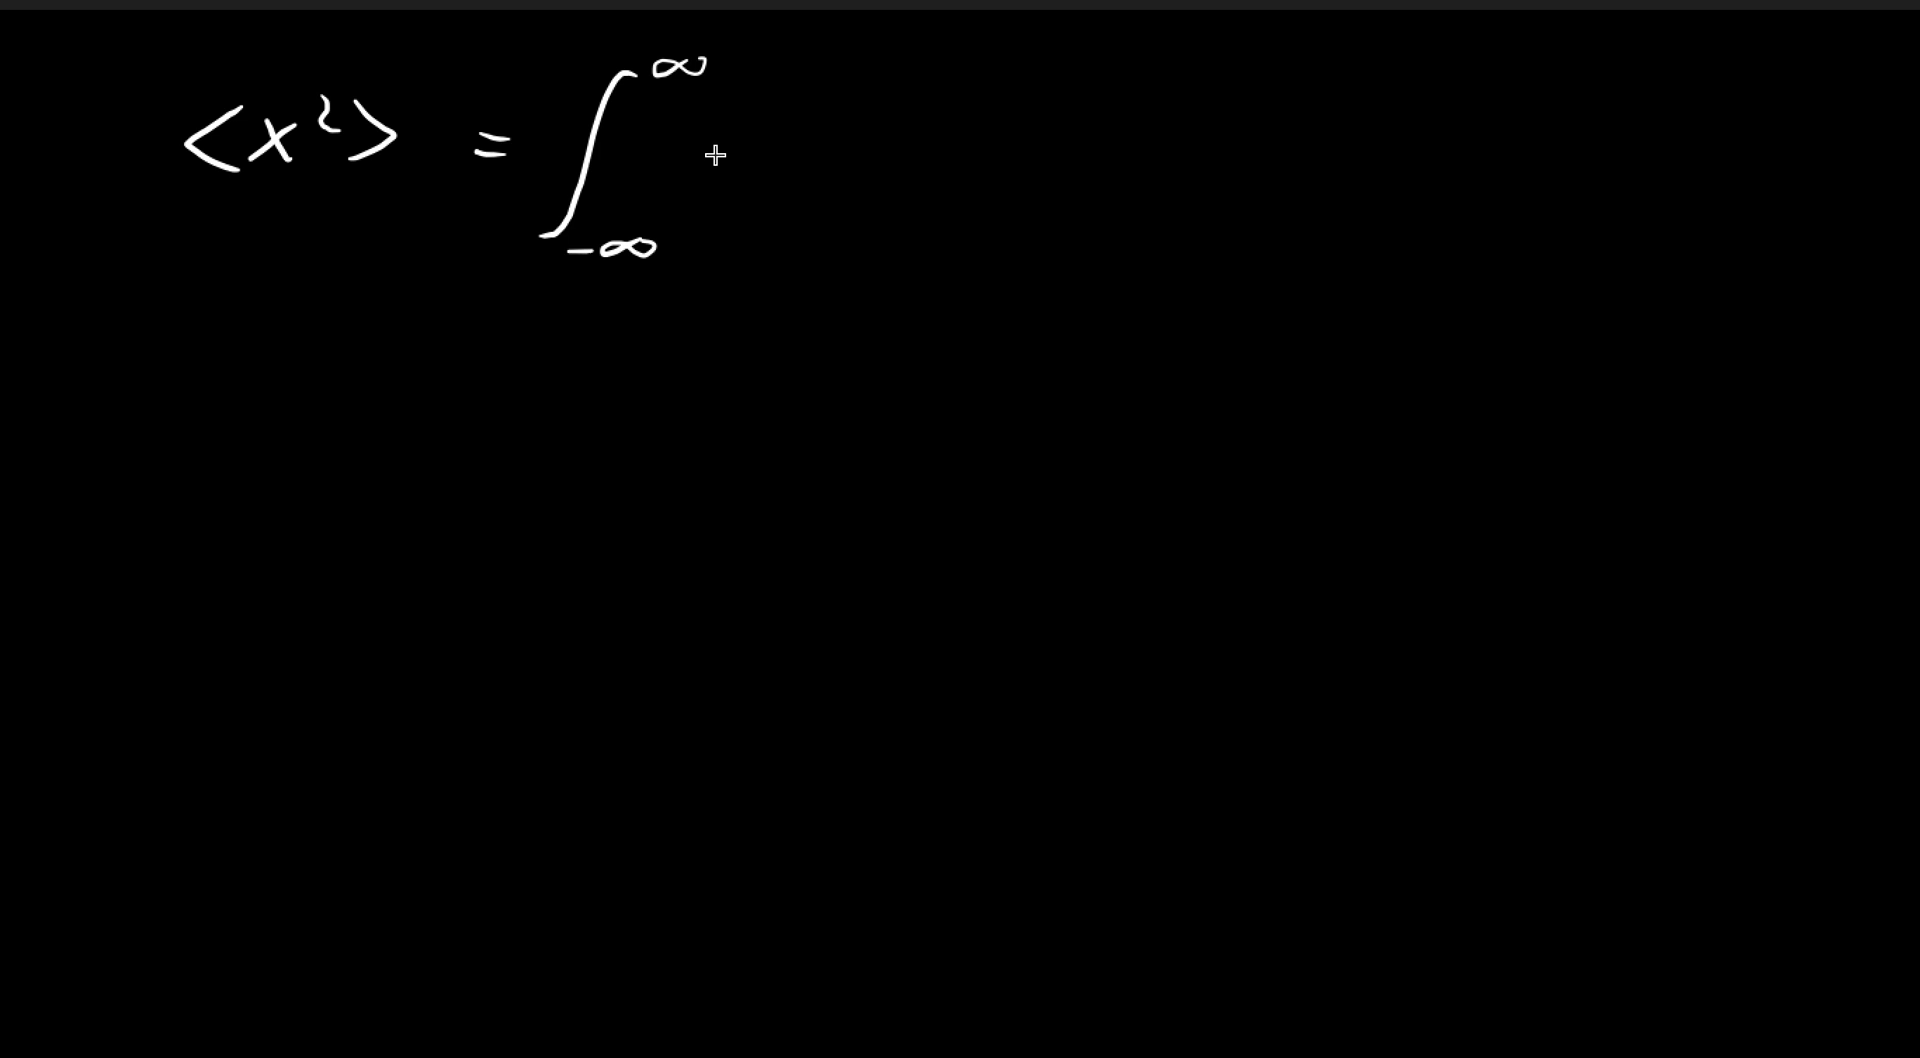 <x²> = ∫_{-∞}^{∞}